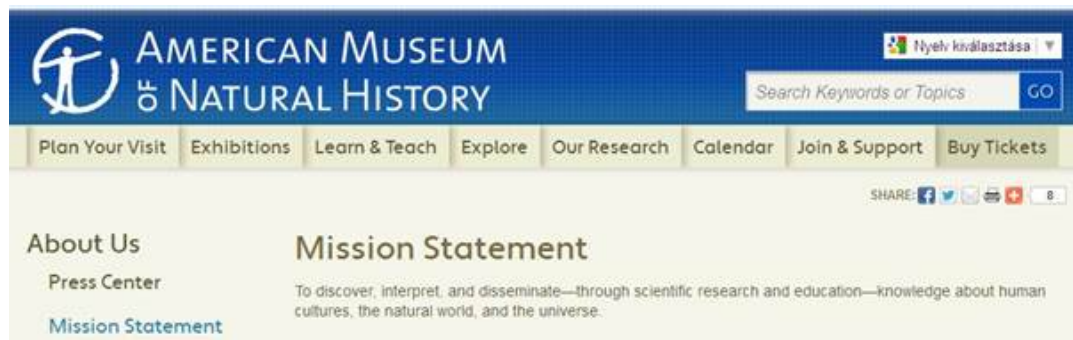 AMERICAN MUSEUM
OF NATURAL HISTORY
Nyelv kiválasztása
Search Keywords or Topics GO
Plan Your Visit Exhibitions Learn & Teach Explore Our Research Calendar Join & Support Buy Tickets
SHARE: 8
About Us
Press Center
Mission Statement
Mission Statement
To discover, interpret, and disseminate—through scientific research and education—knowledge about human
cultures, the natural world, and the universe.